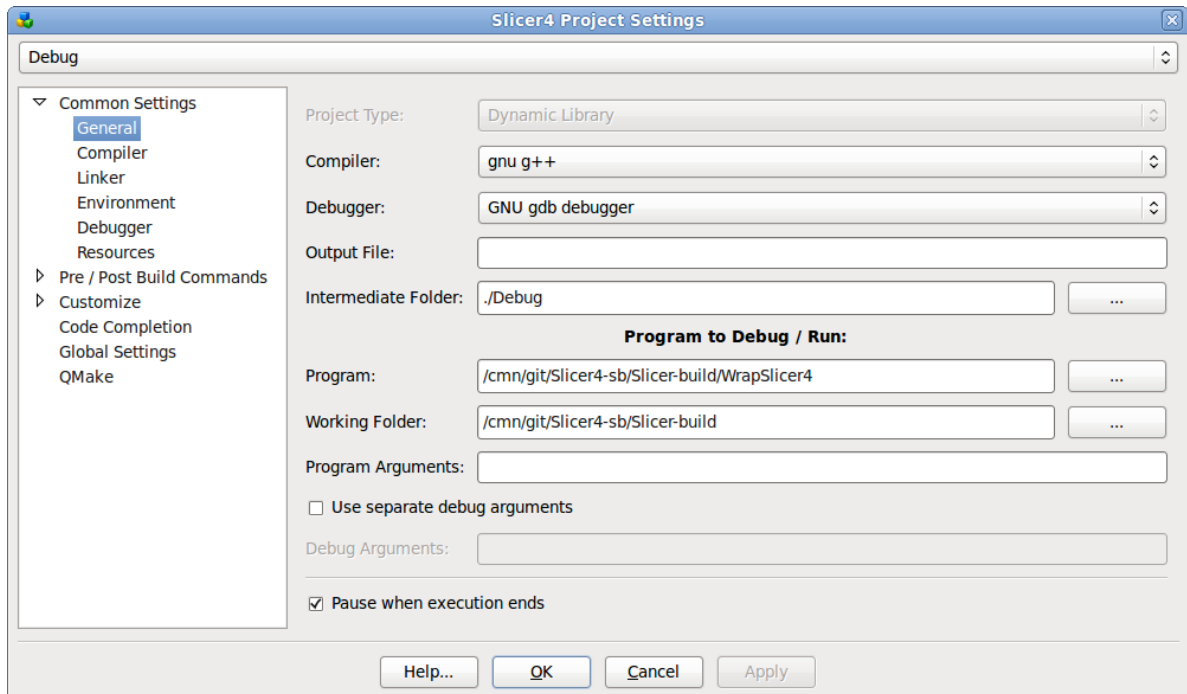 Slicer4 Project Settings
Debug
Common Settings
General
Compiler
Linker
Environment
Debugger
Resources
Pre / Post Build Commands
Customize
Code Completion
Global Settings
QMake
Project Type: Dynamic Library
Compiler: gnu g++
Debugger: GNU gdb debugger
Output File:
Intermediate Folder: ./Debug ...
Program to Debug / Run:
Program: /cmn/git/Slicer4-sb/Slicer-build/WrapSlicer4 ...
Working Folder: /cmn/git/Slicer4-sb/Slicer-build ...
Program Arguments:
Use separate debug arguments
Debug Arguments:
Pause when execution ends
Help... OK Cancel Apply